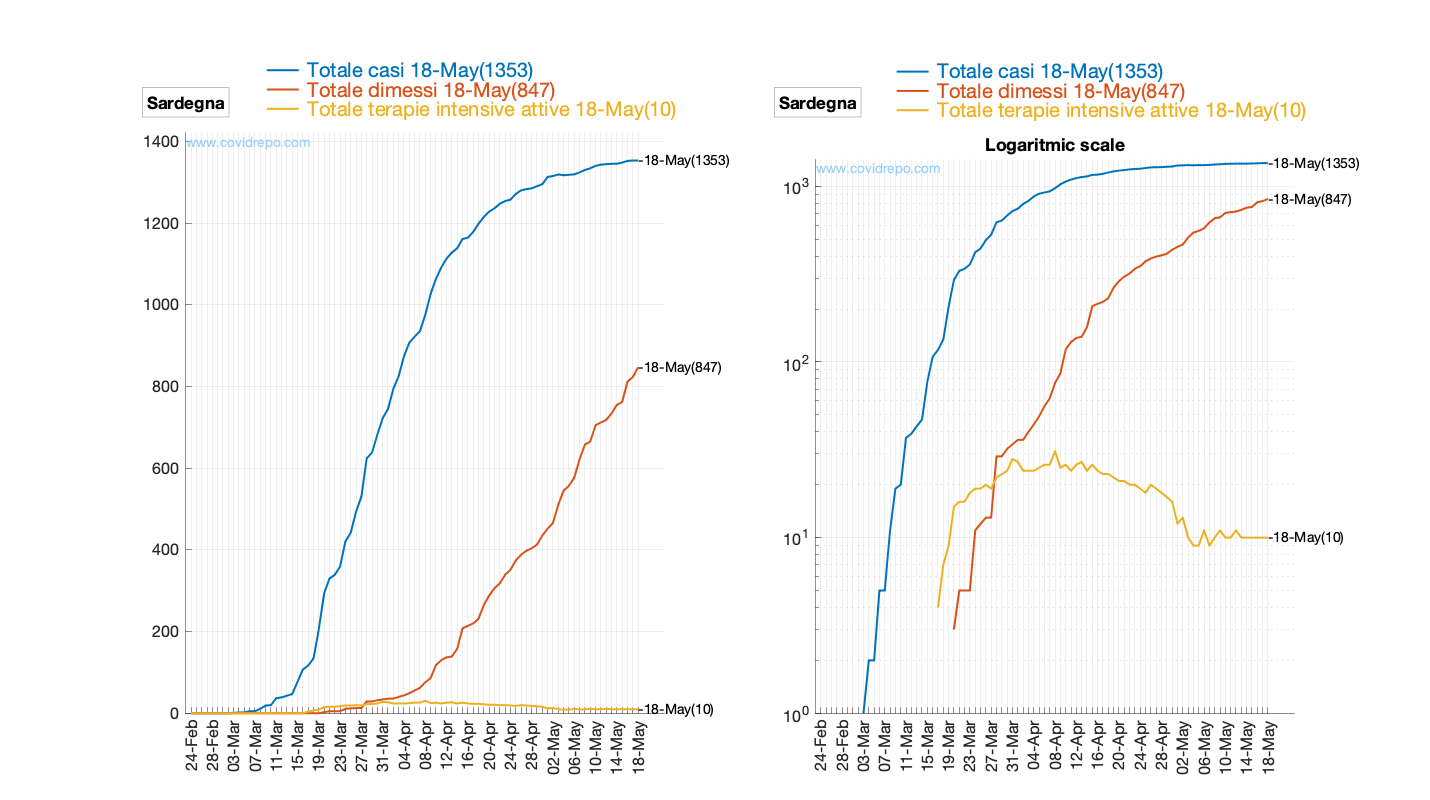 Totale casi 18-May(1353)
Totale dimessi 18-May(847)
Totale terapie intensive attive 18-May(10)
Sardegna
www.covidrepo.com
1400
1200
1000
800
600
400
200
0
18-May(1353)
18-May(847)
18-May(10)
24-Feb
28-Feb
03-Mar
07-Mar
11-Mar
15-Mar
19-Mar
23-Mar
27-Mar
31-Mar
04-Apr
08-Apr
12-Apr
16-Apr
20-Apr
24-Apr
28-Apr
02-May
06-May
10-May
14-May
18-May
Totale casi 18-May(1353)
Totale dimessi 18-May(847)
Totale terapie intensive attive 18-May(10)
Sardegna
Logaritmic scale
www.covidrepo.com
10^3
10^2
10^1
10^0
18-May(1353)
18-May(847)
18-May(10)
24-Feb
28-Feb
03-Mar
07-Mar
11-Mar
15-Mar
19-Mar
23-Mar
27-Mar
31-Mar
04-Apr
08-Apr
12-Apr
16-Apr
20-Apr
24-Apr
28-Apr
02-May
06-May
10-May
14-May
18-May